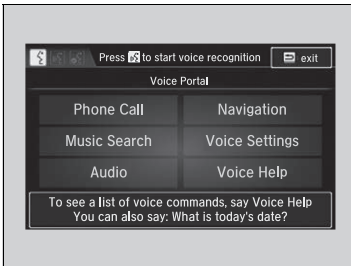 Press to start voice recognition
exit
Voice Portal
Phone Call
Navigation
Music Search
Voice Settings
Audio
Voice Help
To see a list of voice commands, say Voice Help
You can also say: What is today's date?